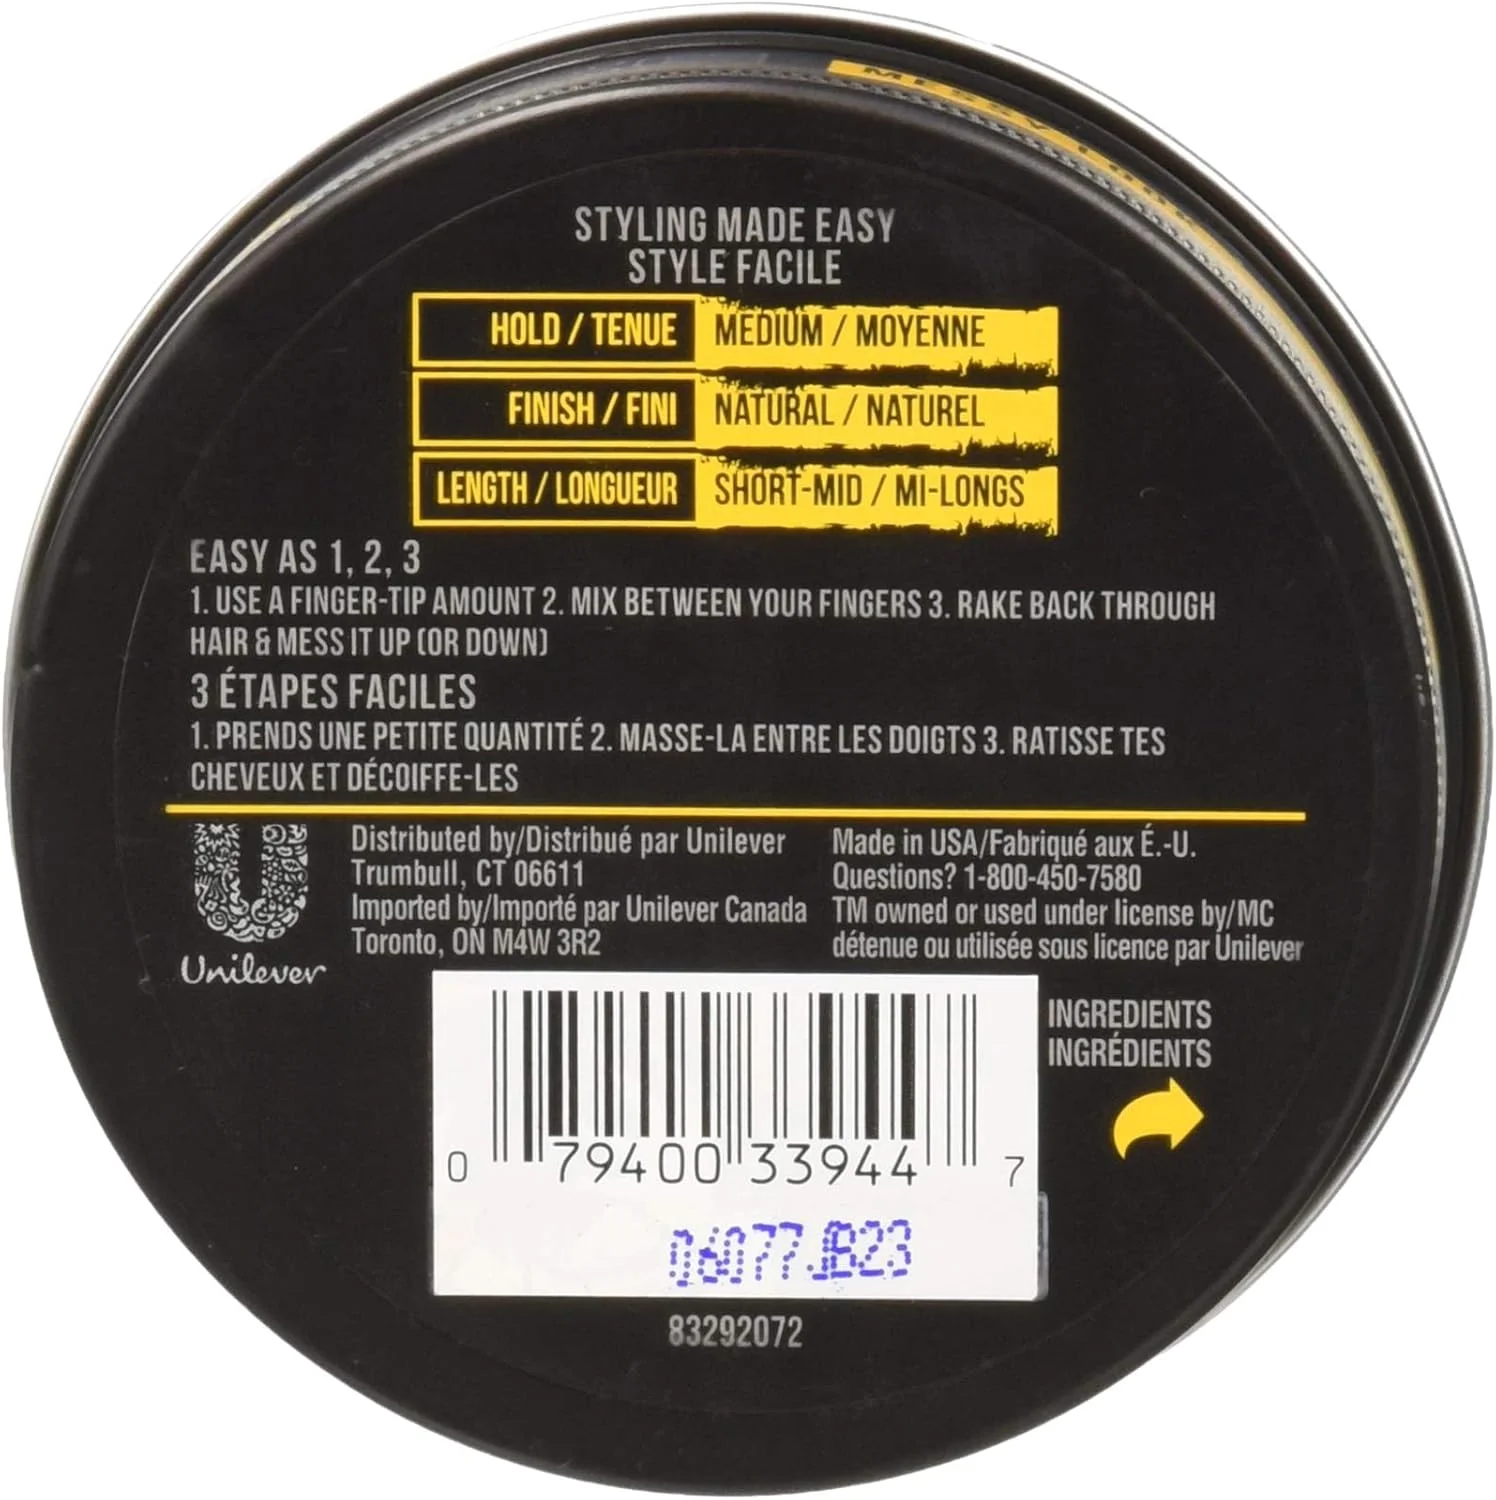 MESSY LOOK
STYLING MADE EASY
STYLE FACILE
HOLD / TENUE MEDIUM / MOYENNE
FINISH / FINI NATURAL / NATUREL
LENGTH / LONGUEUR SHORT-MID / MI-LONGS
EASY AS 1, 2, 3
1. USE A FINGER-TIP AMOUNT 2. MIX BETWEEN YOUR FINGERS 3. RAKE BACK THROUGH
HAIR & MESS IT UP (OR DOWN)
3 ÉTAPES FACILES
1. PRENDS UNE PETITE QUANTITÉ 2. MASSE-LA ENTRE LES DOIGTS 3. RATISSE TES
CHEVEUX ET DÉCOIFFE-LES
Unilever
Distributed by/Distribué par Unilever
Trumbull, CT 06611
Imported by/Importé par Unilever Canada
Toronto, ON M4W 3R2
Made in USA/Fabriqué aux É.-U.
Questions? 1-800-450-7580
TM owned or used under license by/MC
détenue ou utilisée sous licence par Unilever
INGREDIENTS
INGRÉDIENTS
0 79400 33944 7
06077JB23
83292072